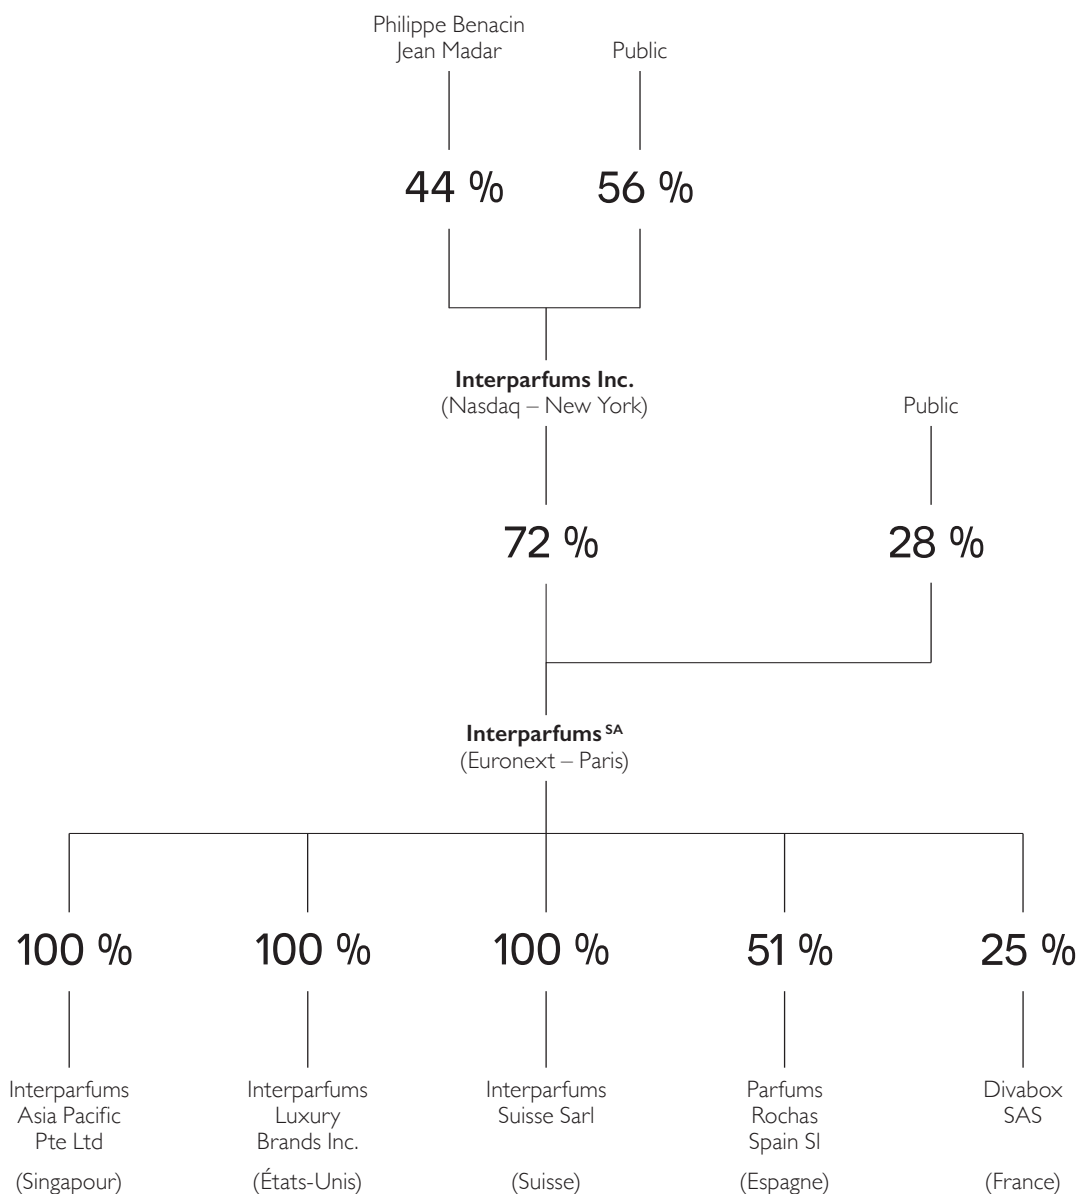 Philippe Benacin
Jean Madar
Public
44 %
56 %
Interparfums Inc.
(Nasdaq – New York)
Public
72 %
28 %
Interparfums SA
(Euronext – Paris)
100 %
100 %
100 %
51 %
25 %
Interparfums
Asia Pacific
Pte Ltd
(Singapour)
Interparfums
Luxury
Brands Inc.
(États-Unis)
Interparfums
Suisse Sarl
(Suisse)
Parfums
Rochas
Spain Sl
(Espagne)
Divabox
SAS
(France)